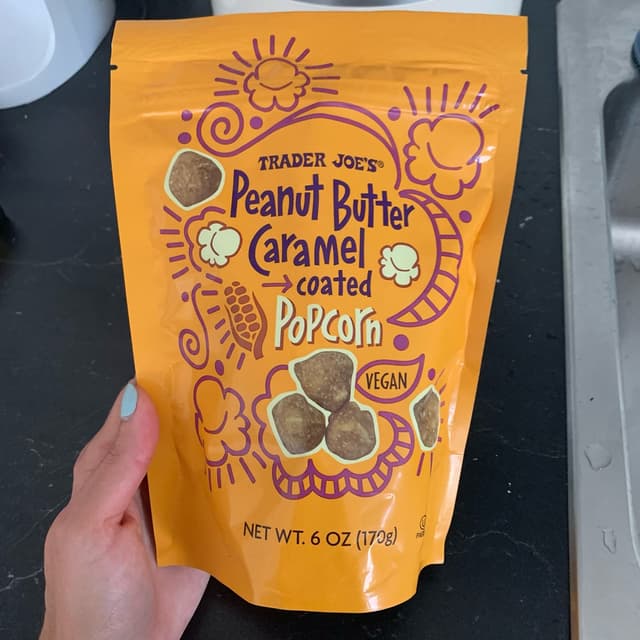 TRADER JOE'S®
Peanut Butter
Caramel
→coated
Popcorn
VEGAN
NET WT. 6 OZ (170g)